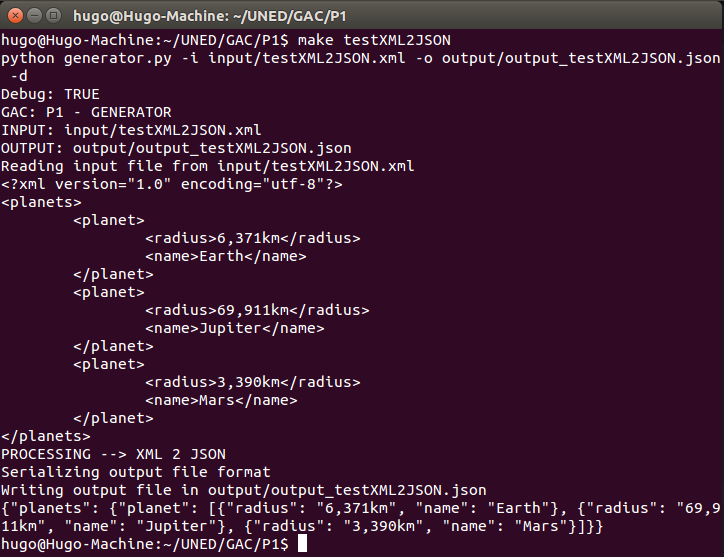 hugo@Hugo-Machine: ~/UNED/GAC/P1
hugo@Hugo-Machine:~/UNED/GAC/P1$ make testXML2JSON
python generator.py -i input/testXML2JSON.xml -o output/output_testXML2JSON.json
 -d
Debug: TRUE
GAC: P1 - GENERATOR
INPUT: input/testXML2JSON.xml
OUTPUT: output/output_testXML2JSON.json
Reading input file from input/testXML2JSON.xml
<?xml version="1.0" encoding="utf-8"?>
<planets>
        <planet>
                <radius>6,371km</radius>
                <name>Earth</name>
        </planet>
        <planet>
                <radius>69,911km</radius>
                <name>Jupiter</name>
        </planet>
        <planet>
                <radius>3,390km</radius>
                <name>Mars</name>
        </planet>
</planets>
PROCESSING --> XML 2 JSON
Serializing output file format
Writing output file in output/output_testXML2JSON.json
{"planets": {"planet": [{"radius": "6,371km", "name": "Earth"}, {"radius": "69,9
11km", "name": "Jupiter"}, {"radius": "3,390km", "name": "Mars"}]}}
hugo@Hugo-Machine:~/UNED/GAC/P1$